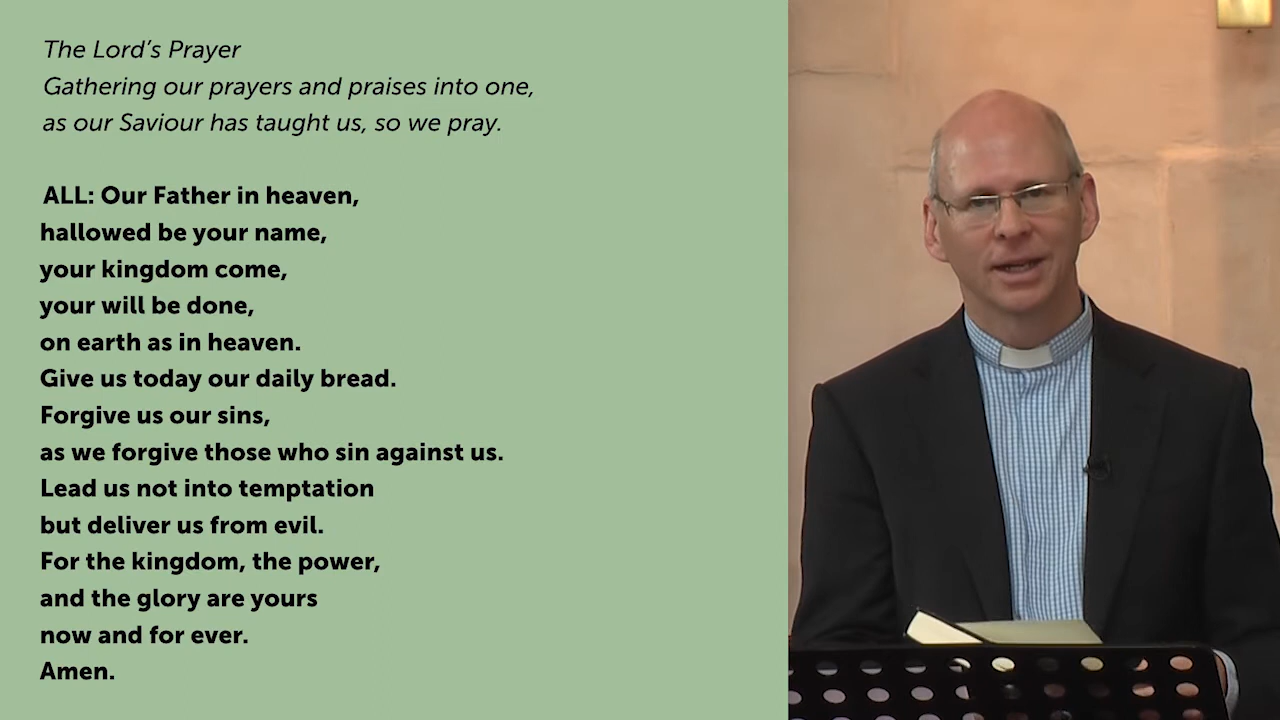 The Lord’s Prayer
Gathering our prayers and praises into one,
as our Saviour has taught us, so we pray.
ALL: Our Father in heaven,
hallowed be your name,
your kingdom come,
your will be done,
on earth as in heaven.
Give us today our daily bread.
Forgive us our sins,
as we forgive those who sin against us.
Lead us not into temptation
but deliver us from evil.
For the kingdom, the power,
and the glory are yours
now and for ever.
Amen.